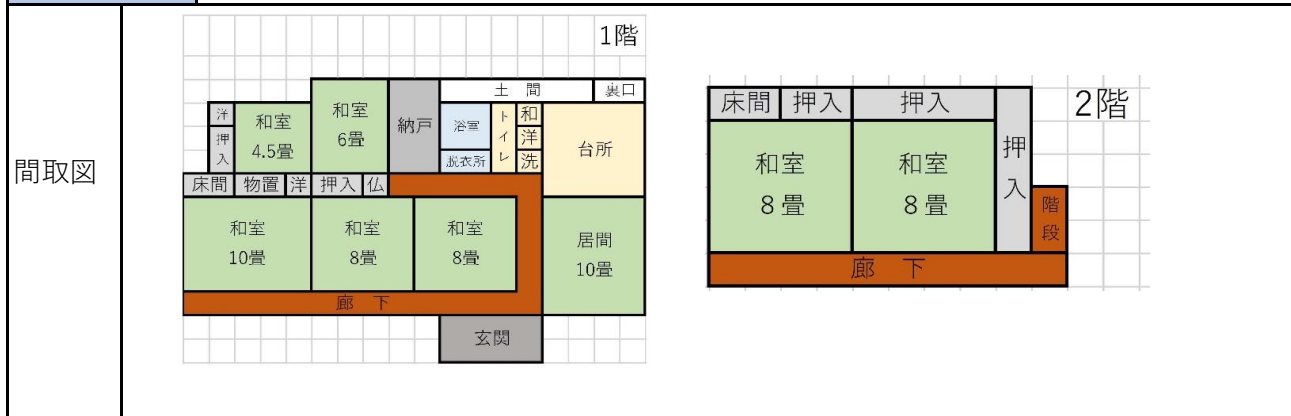 間取図
1階
土 間
裏口
洋
押入
和室
4.5畳
和室
6畳
納戸
浴室
脱衣所
トイレ
和
洋
洗
台所
床間
物置
洋
押入
仏
和室
10畳
和室
8畳
和室
8畳
居間
10畳
廊 下
玄関
2階
床間
押入
押入
押入
和室
8畳
和室
8畳
階段
廊 下